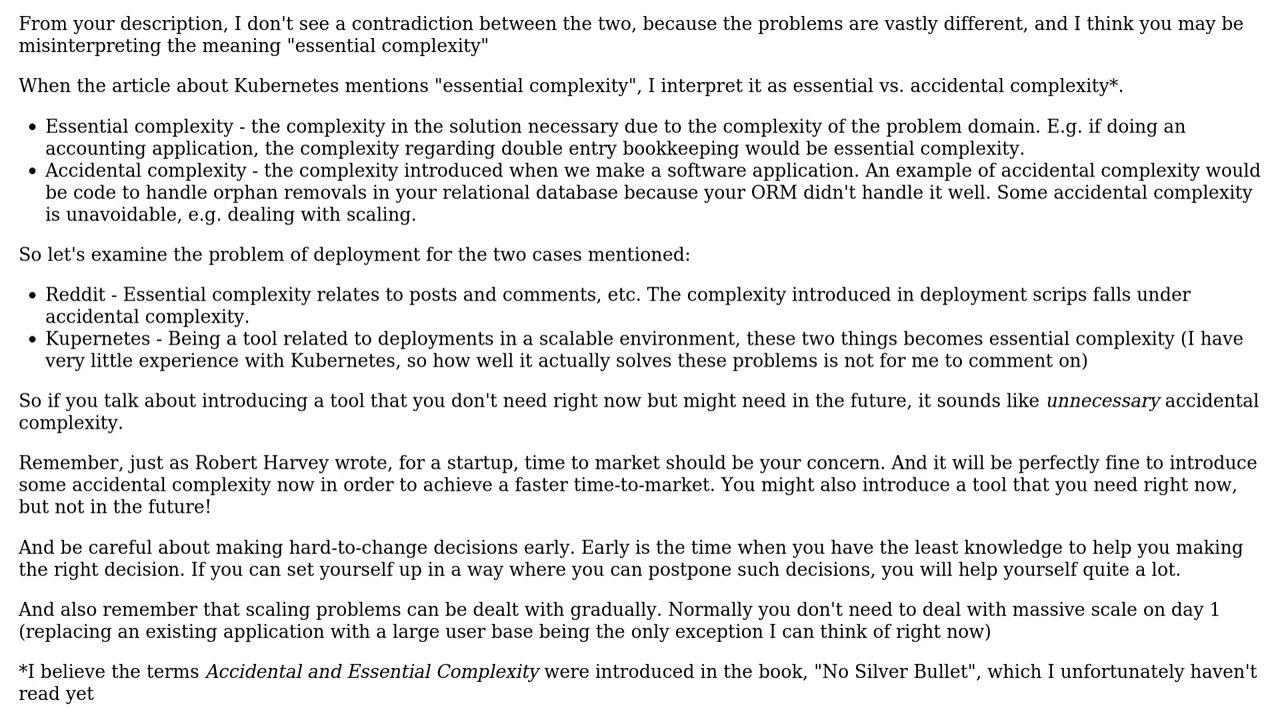 From your description, I don't see a contradiction between the two, because the problems are vastly different, and I think you may be
misinterpreting the meaning "essential complexity"
When the article about Kubernetes mentions "essential complexity", I interpret it as essential vs. accidental complexity*.
• Essential complexity - the complexity in the solution necessary due to the complexity of the problem domain. E.g. if doing an
accounting application, the complexity regarding double entry bookkeeping would be essential complexity.
• Accidental complexity - the complexity introduced when we make a software application. An example of accidental complexity would
be code to handle orphan removals in your relational database because your ORM didn't handle it well. Some accidental complexity
is unavoidable, e.g. dealing with scaling.
So let's examine the problem of deployment for the two cases mentioned:
• Reddit - Essential complexity relates to posts and comments, etc. The complexity introduced in deployment scrips falls under
accidental complexity.
• Kupernetes - Being a tool related to deployments in a scalable environment, these two things becomes essential complexity (I have
very little experience with Kubernetes, so how well it actually solves these problems is not for me to comment on)
So if you talk about introducing a tool that you don't need right now but might need in the future, it sounds like unnecessary accidental
complexity.
Remember, just as Robert Harvey wrote, for a startup, time to market should be your concern. And it will be perfectly fine to introduce
some accidental complexity now in order to achieve a faster time-to-market. You might also introduce a tool that you need right now,
but not in the future!
And be careful about making hard-to-change decisions early. Early is the time when you have the least knowledge to help you making
the right decision. If you can set yourself up in a way where you can postpone such decisions, you will help yourself quite a lot.
And also remember that scaling problems can be dealt with gradually. Normally you don't need to deal with massive scale on day 1
(replacing an existing application with a large user base being the only exception I can think of right now)
*I believe the terms Accidental and Essential Complexity were introduced in the book, "No Silver Bullet", which I unfortunately haven't
read yet